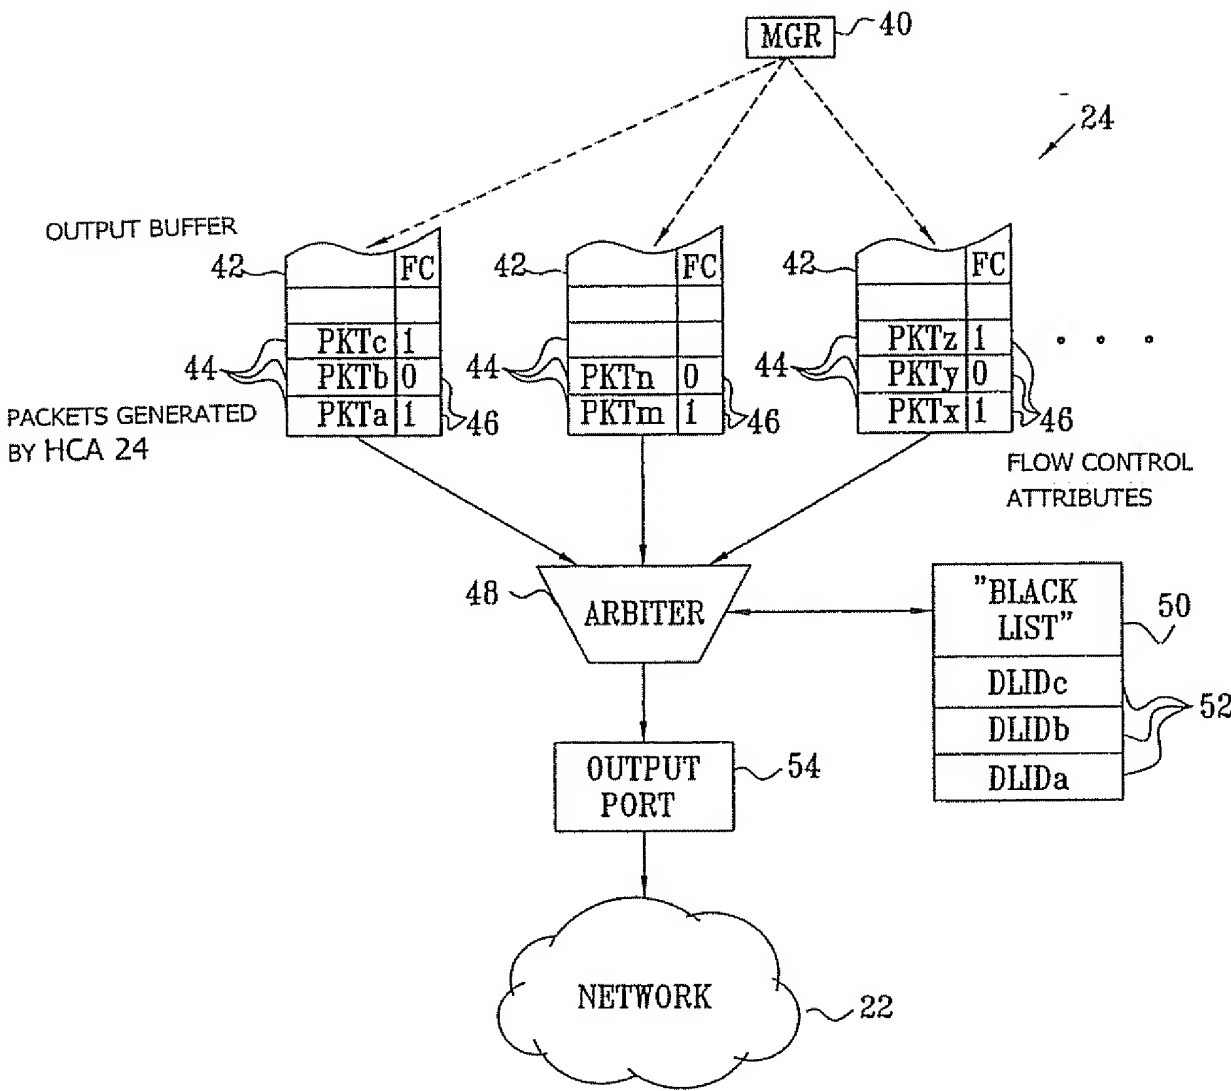 MGR
40
24
OUTPUT BUFFER
42
FC
42
FC
42
FC
PKTc 1
PKTz 1
44
PKTb 0
44
PKTn 0
44
PKTy 0
PACKETS GENERATED
BY HCA 24
PKTa 1
46
PKTm 1
46
PKTx 1
46
FLOW CONTROL
ATTRIBUTES
48
ARBITER
"BLACK
LIST"
50
DLIDc
DLIDb
DLIDa
52
OUTPUT
PORT
54
NETWORK
22